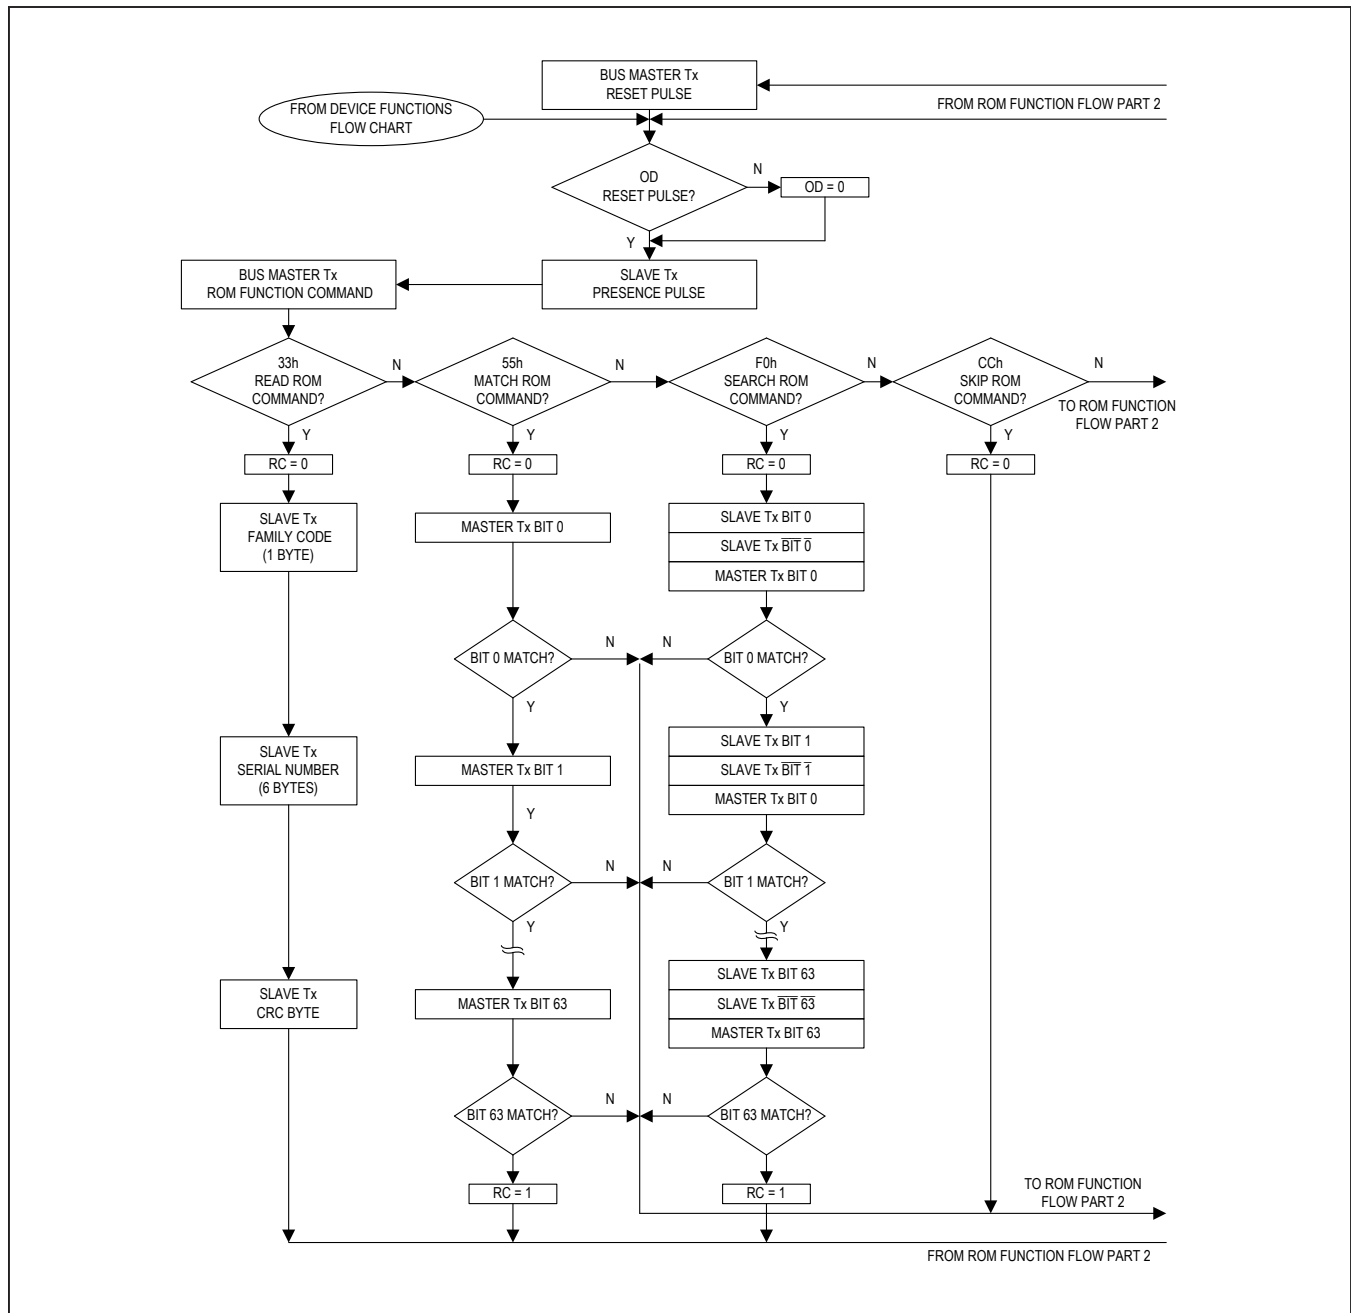 BUS MASTER Tx
RESET PULSE
FROM ROM FUNCTION FLOW PART 2
FROM DEVICE FUNCTIONS
FLOW CHART
OD
RESET PULSE?
N
OD = 0
Y
BUS MASTER Tx
ROM FUNCTION COMMAND
SLAVE Tx
PRESENCE PULSE
33h
READ ROM
COMMAND?
N
55h
MATCH ROM
COMMAND?
N
F0h
SEARCH ROM
COMMAND?
N
CCh
SKIP ROM
COMMAND?
N
TO ROM FUNCTION
FLOW PART 2
Y
Y
Y
Y
RC = 0
RC = 0
RC = 0
RC = 0
SLAVE Tx
FAMILY CODE
(1 BYTE)
MASTER Tx BIT 0
SLAVE Tx BIT 0
SLAVE Tx B̅I̅T̅ 0̅
MASTER Tx BIT 0
BIT 0 MATCH?
N
N
BIT 0 MATCH?
Y
Y
SLAVE Tx
SERIAL NUMBER
(6 BYTES)
MASTER Tx BIT 1
SLAVE Tx BIT 1
SLAVE Tx B̅I̅T̅ 1̅
MASTER Tx BIT 0
Y
BIT 1 MATCH?
N
N
BIT 1 MATCH?
Y
Y
SLAVE Tx
CRC BYTE
MASTER Tx BIT 63
SLAVE Tx BIT 63
SLAVE Tx B̅I̅T̅ 6̅3̅
MASTER Tx BIT 63
BIT 63 MATCH?
N
N
BIT 63 MATCH?
Y
Y
RC = 1
RC = 1
TO ROM FUNCTION
FLOW PART 2
FROM ROM FUNCTION FLOW PART 2